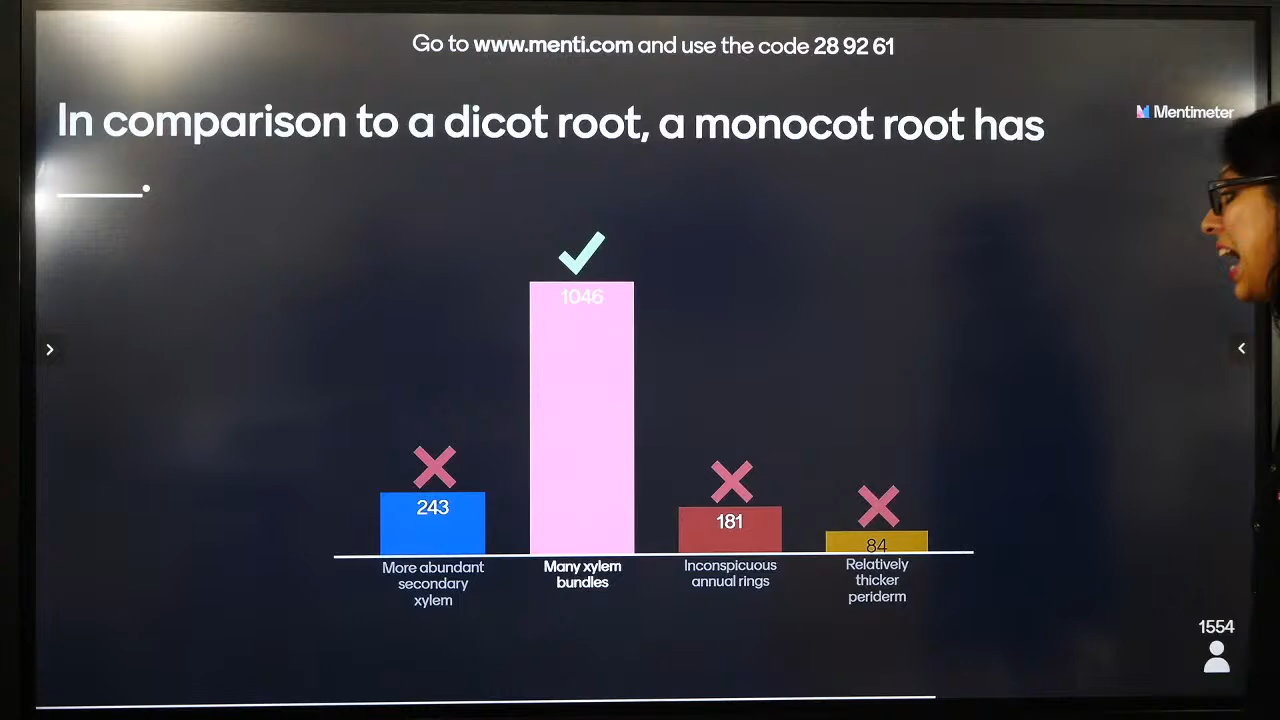 Go to www.menti.com and use the code 28 92 61
In comparison to a dicot root, a monocot root has
______.
Mentimeter
1046
243
181
84
More abundant
secondary
xylem
Many xylem
bundles
Inconspicuous
annual rings
Relatively
thicker
periderm
1554